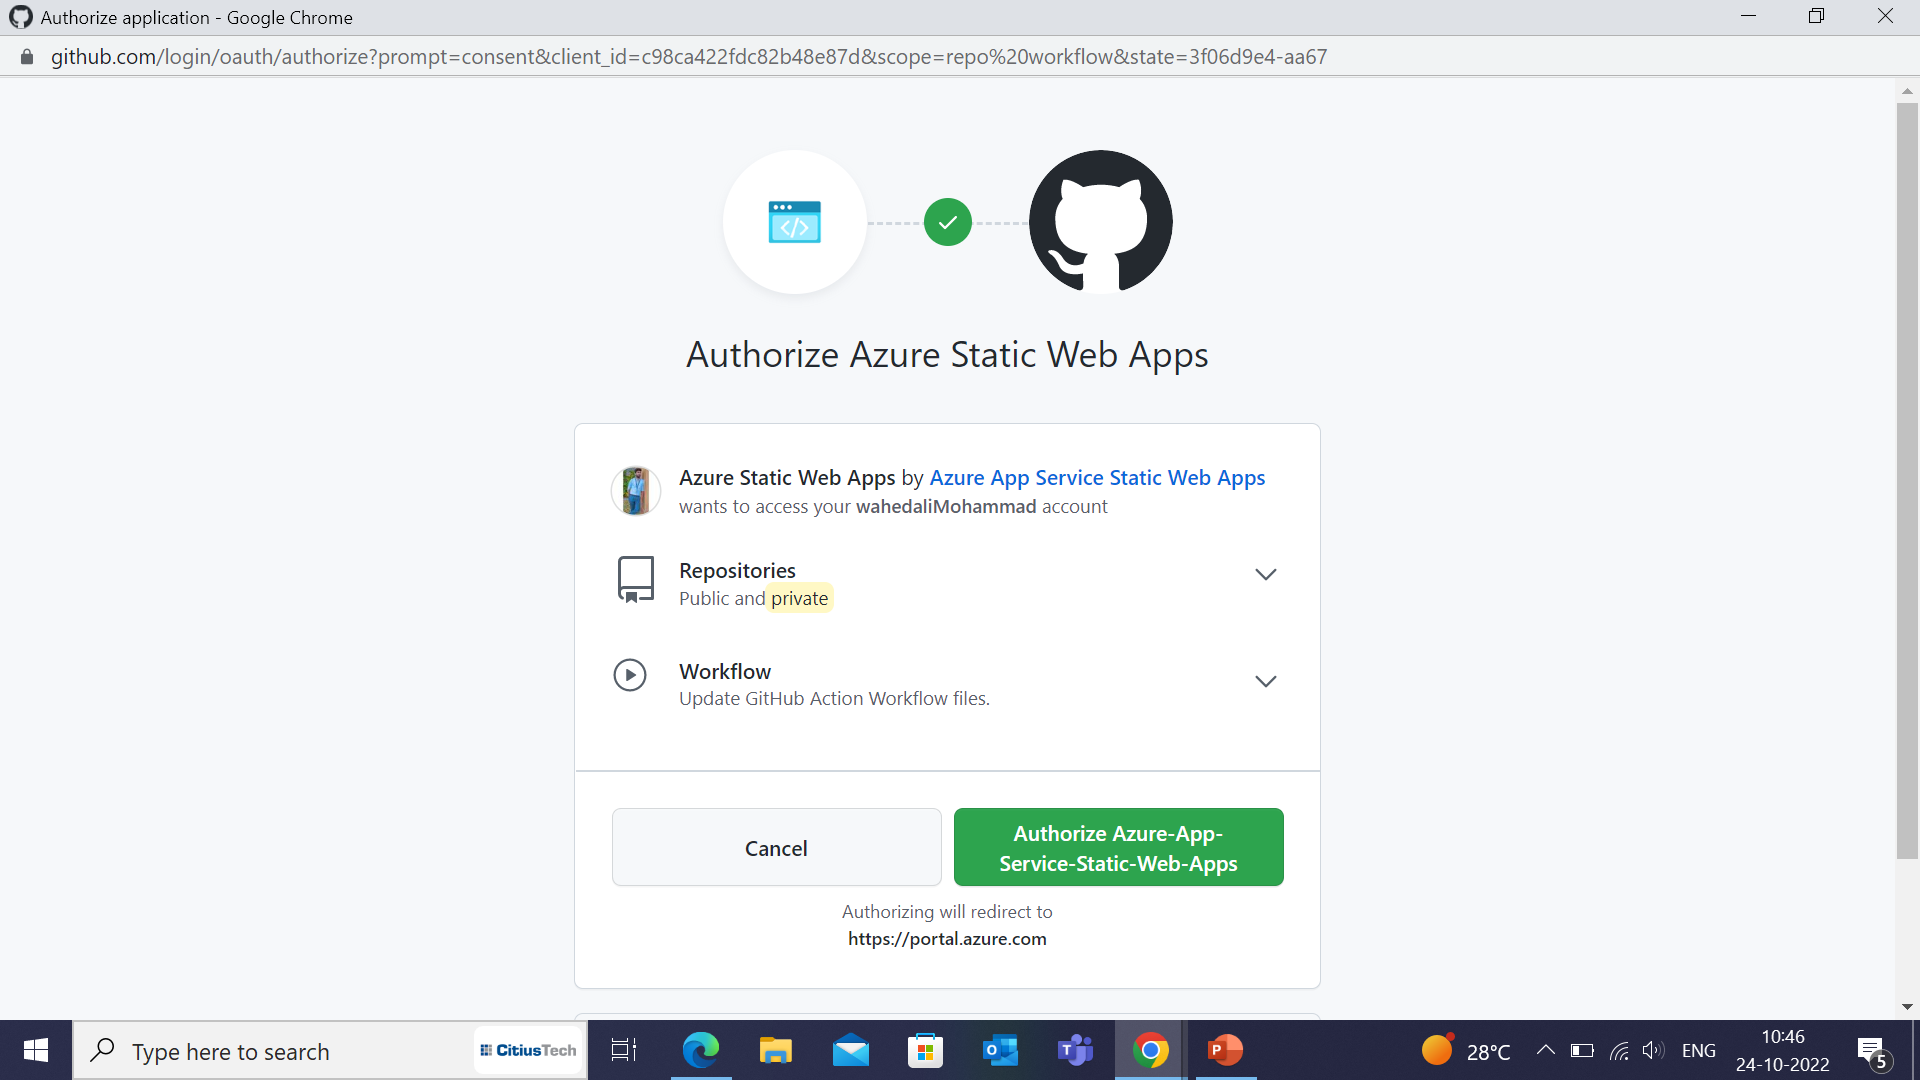 Authorize application - Google Chrome
github.com/login/oauth/authorize?prompt=consent&client_id=c98ca422fdc82b48e87d&scope=repo%20workflow&state=3f06d9e4-aa67
Authorize Azure Static Web Apps
Azure Static Web Apps by Azure App Service Static Web Apps
wants to access your wahedaliMohammad account
Repositories
Public and private
Workflow
Update GitHub Action Workflow files.
Cancel
Authorize Azure-App-
Service-Static-Web-Apps
Authorizing will redirect to
https://portal.azure.com
Type here to search
CitiusTech
28°C
ENG
10:46
24-10-2022
5